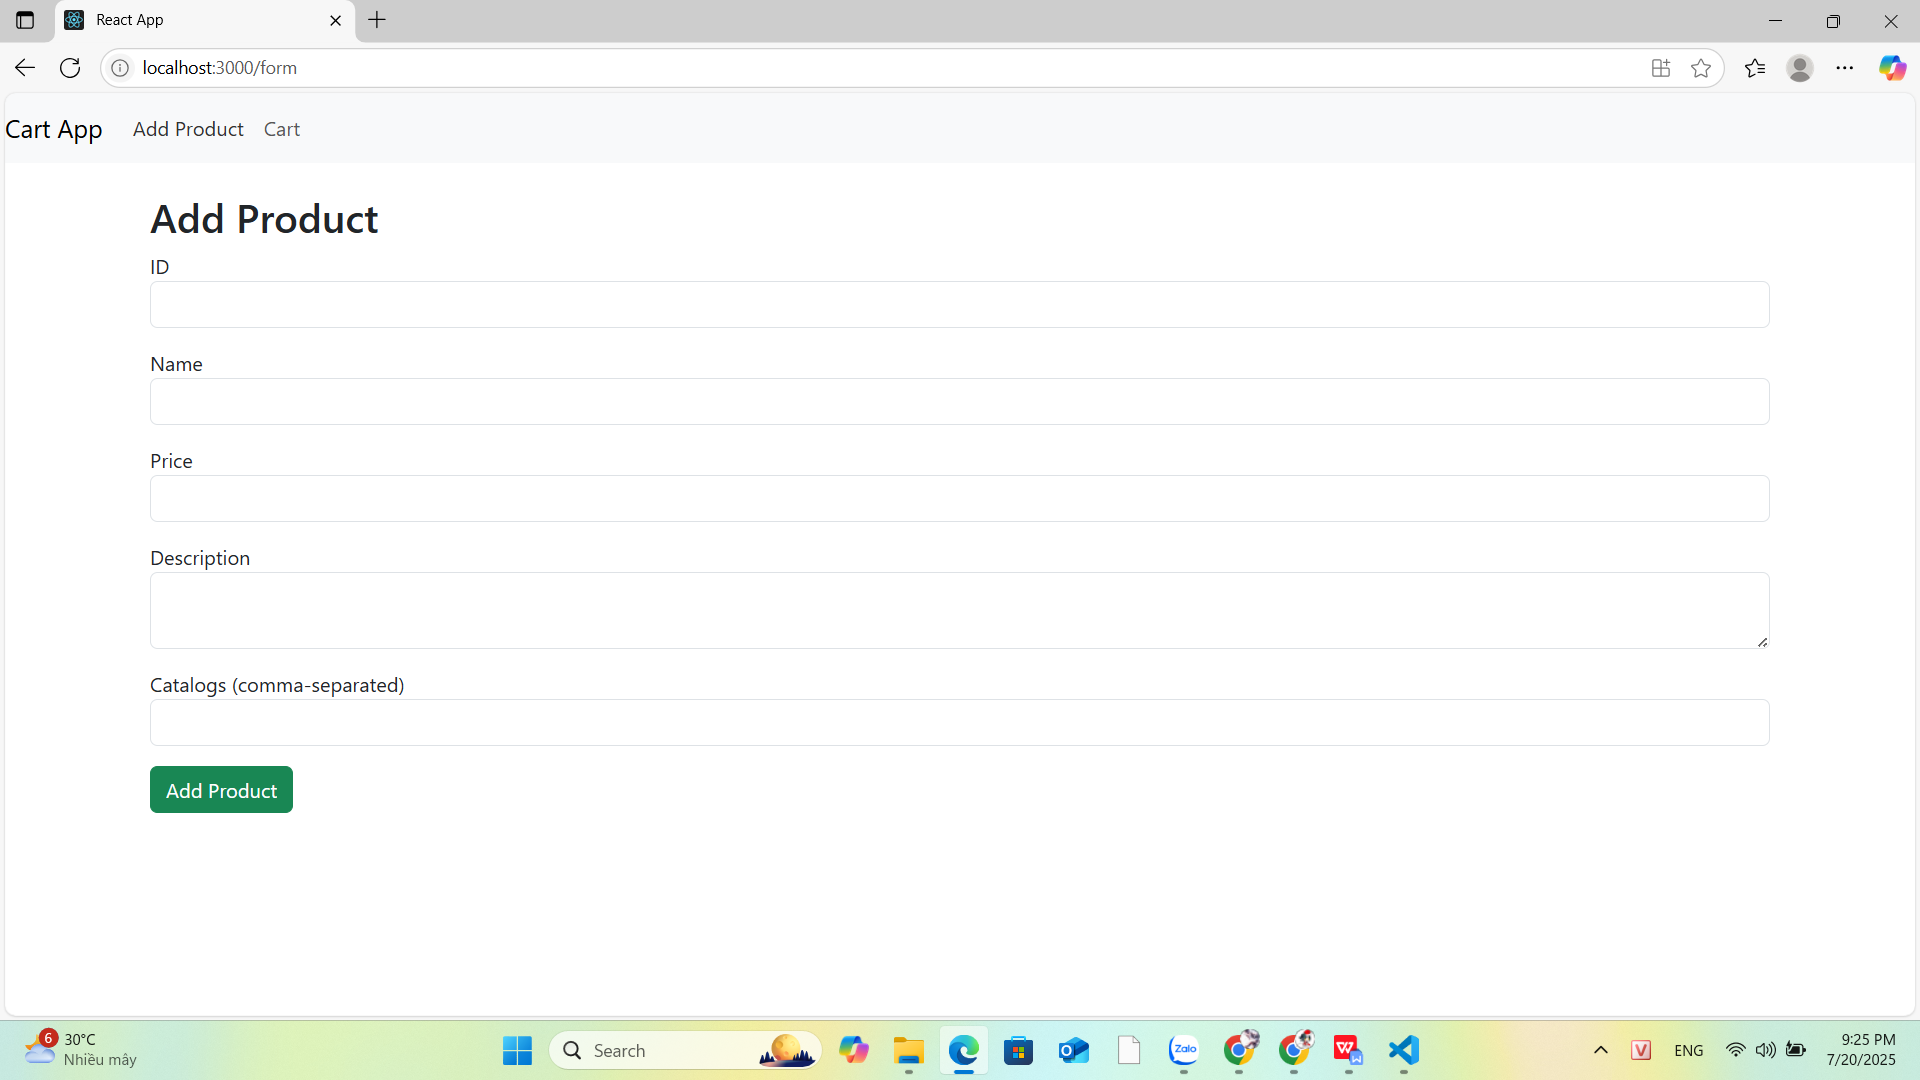 React App
localhost:3000/form
Cart App Add Product Cart
Add Product
ID
Name
Price
Description
Catalogs (comma-separated)
Add Product
6
30°C
Nhiều mây
Search
Zalo
W
V
ENG
9:25 PM
7/20/2025